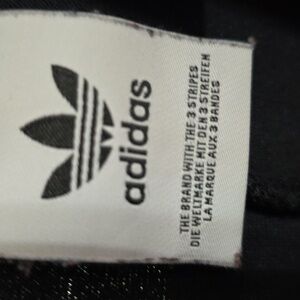 adidas
THE BRAND WITH THE 3 STRIPES
DIE WELTMARKE MIT DEN 3 STREIFEN
LA MARQUE AUX 3 BANDES